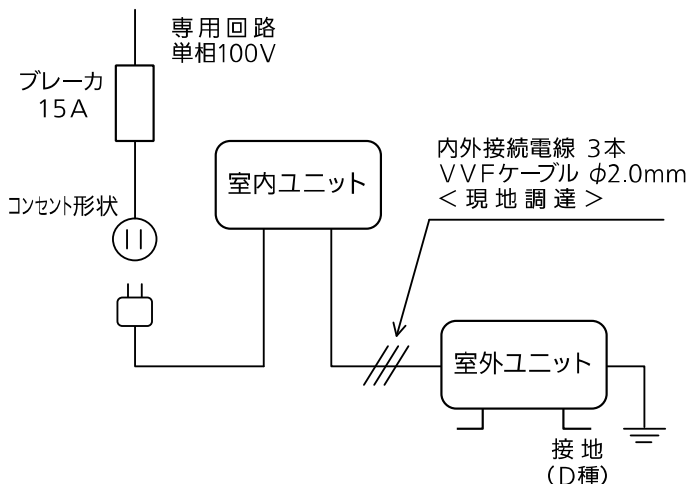 専用回路
単相100V
ブレーカ
15A
コンセント形状
室内ユニット
内外接続電線 3本
VVFケーブル φ2.0mm
<現地調達>
室外ユニット
接地
(D種)